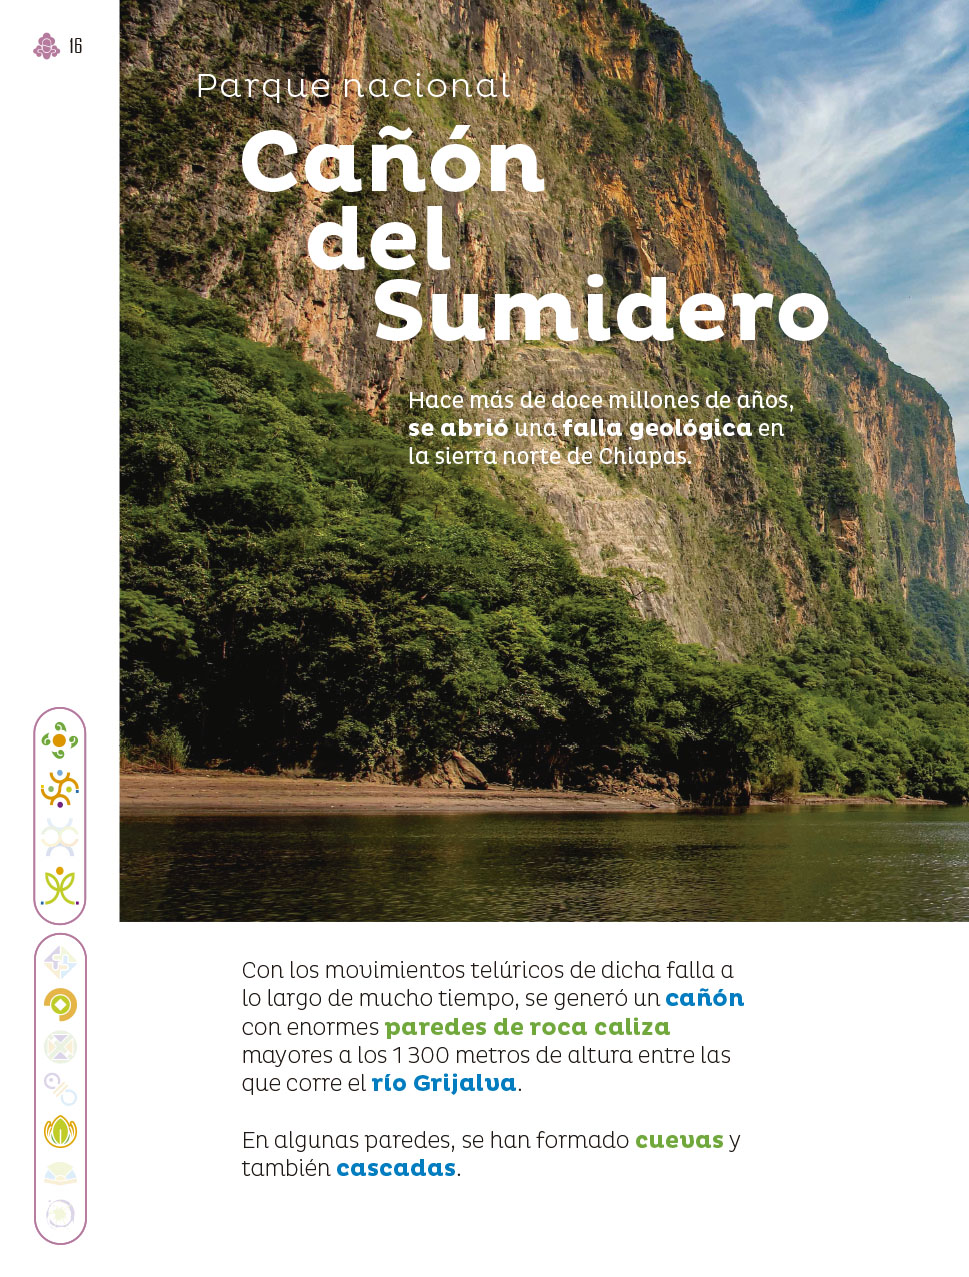 16
Parque nacional
Cañón
del
Sumidero
Hace más de doce millones de años,
se abrió una falla geológica en
la sierra norte de Chiapas.
Con los movimientos telúricos de dicha falla a
lo largo de mucho tiempo, se generó un cañón
con enormes paredes de roca caliza
mayores a los 1 300 metros de altura entre las
que corre el río Grijalva.
En algunas paredes, se han formado cuevas y
también cascadas.